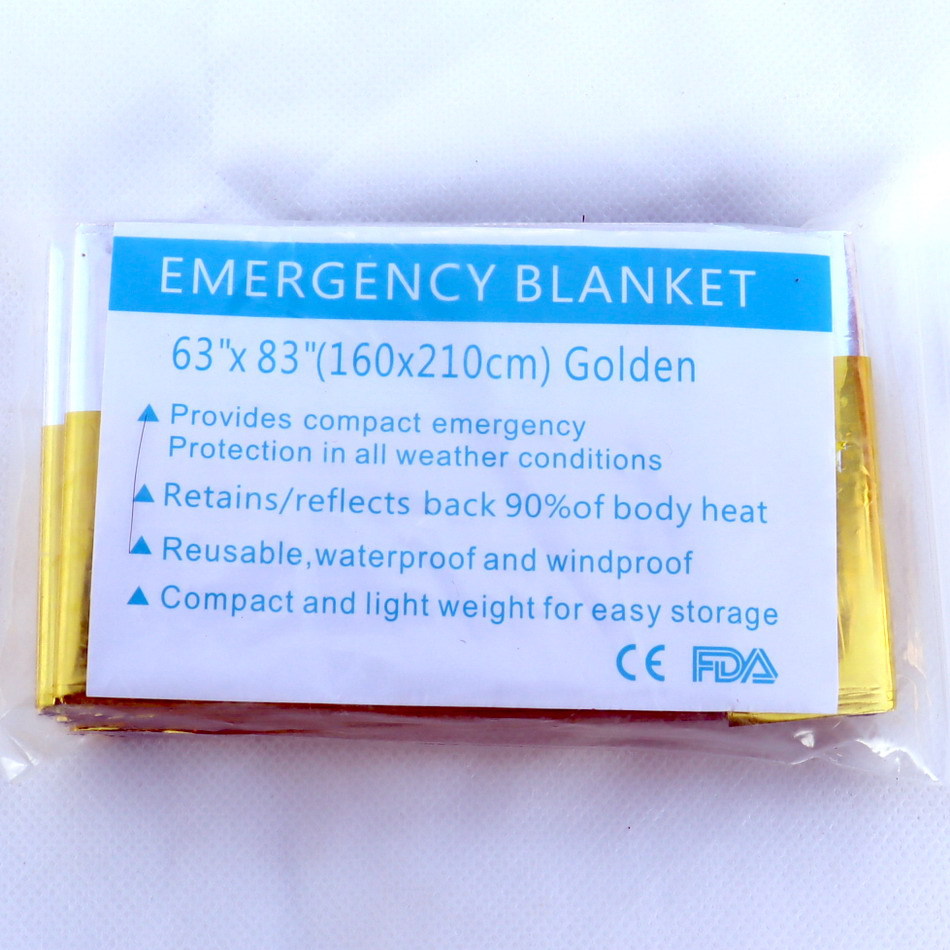 EMERGENCY BLANKET
63"x 83"(160x210cm) Golden
▲ Provides compact emergency
Protection in all weather conditions
▲ Retains/reflects back 90%of body heat
▲ Reusable,waterproof and windproof
▲ Compact and light weight for easy storage
CE FDA